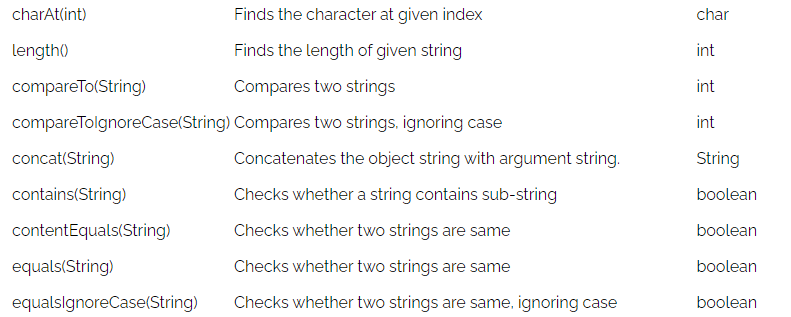 charAt(int) Finds the character at given index char
length() Finds the length of given string int
compareTo(String) Compares two strings int
compareToIgnoreCase(String) Compares two strings, ignoring case int
concat(String) Concatenates the object string with argument string. String
contains(String) Checks whether a string contains sub-string boolean
contentEquals(String) Checks whether two strings are same boolean
equals(String) Checks whether two strings are same boolean
equalsIgnoreCase(String) Checks whether two strings are same, ignoring case boolean